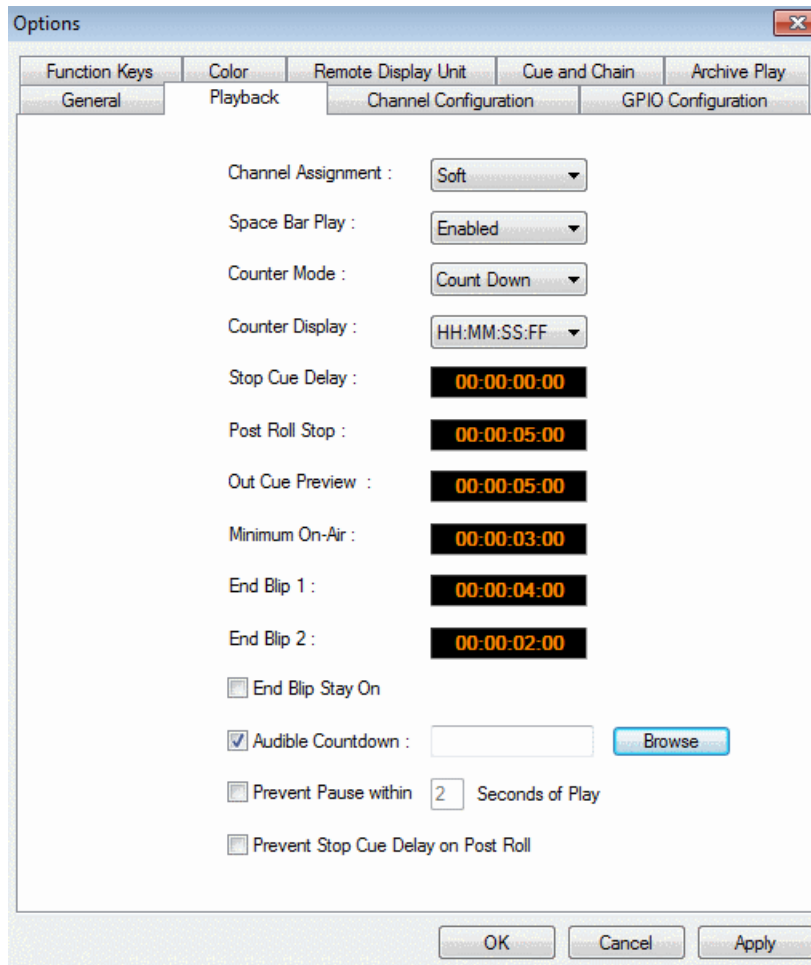 Options
Function Keys Color Remote Display Unit Cue and Chain Archive Play
General Playback Channel Configuration GPIO Configuration
Channel Assignment : Soft
Space Bar Play : Enabled
Counter Mode : Count Down
Counter Display : HH:MM:SS:FF
Stop Cue Delay : 00:00:00:00
Post Roll Stop : 00:00:05:00
Out Cue Preview : 00:00:05:00
Minimum On-Air : 00:00:03:00
End Blip 1 : 00:00:04:00
End Blip 2 : 00:00:02:00
End Blip Stay On
Audible Countdown : Browse
Prevent Pause within 2 Seconds of Play
Prevent Stop Cue Delay on Post Roll
OK Cancel Apply